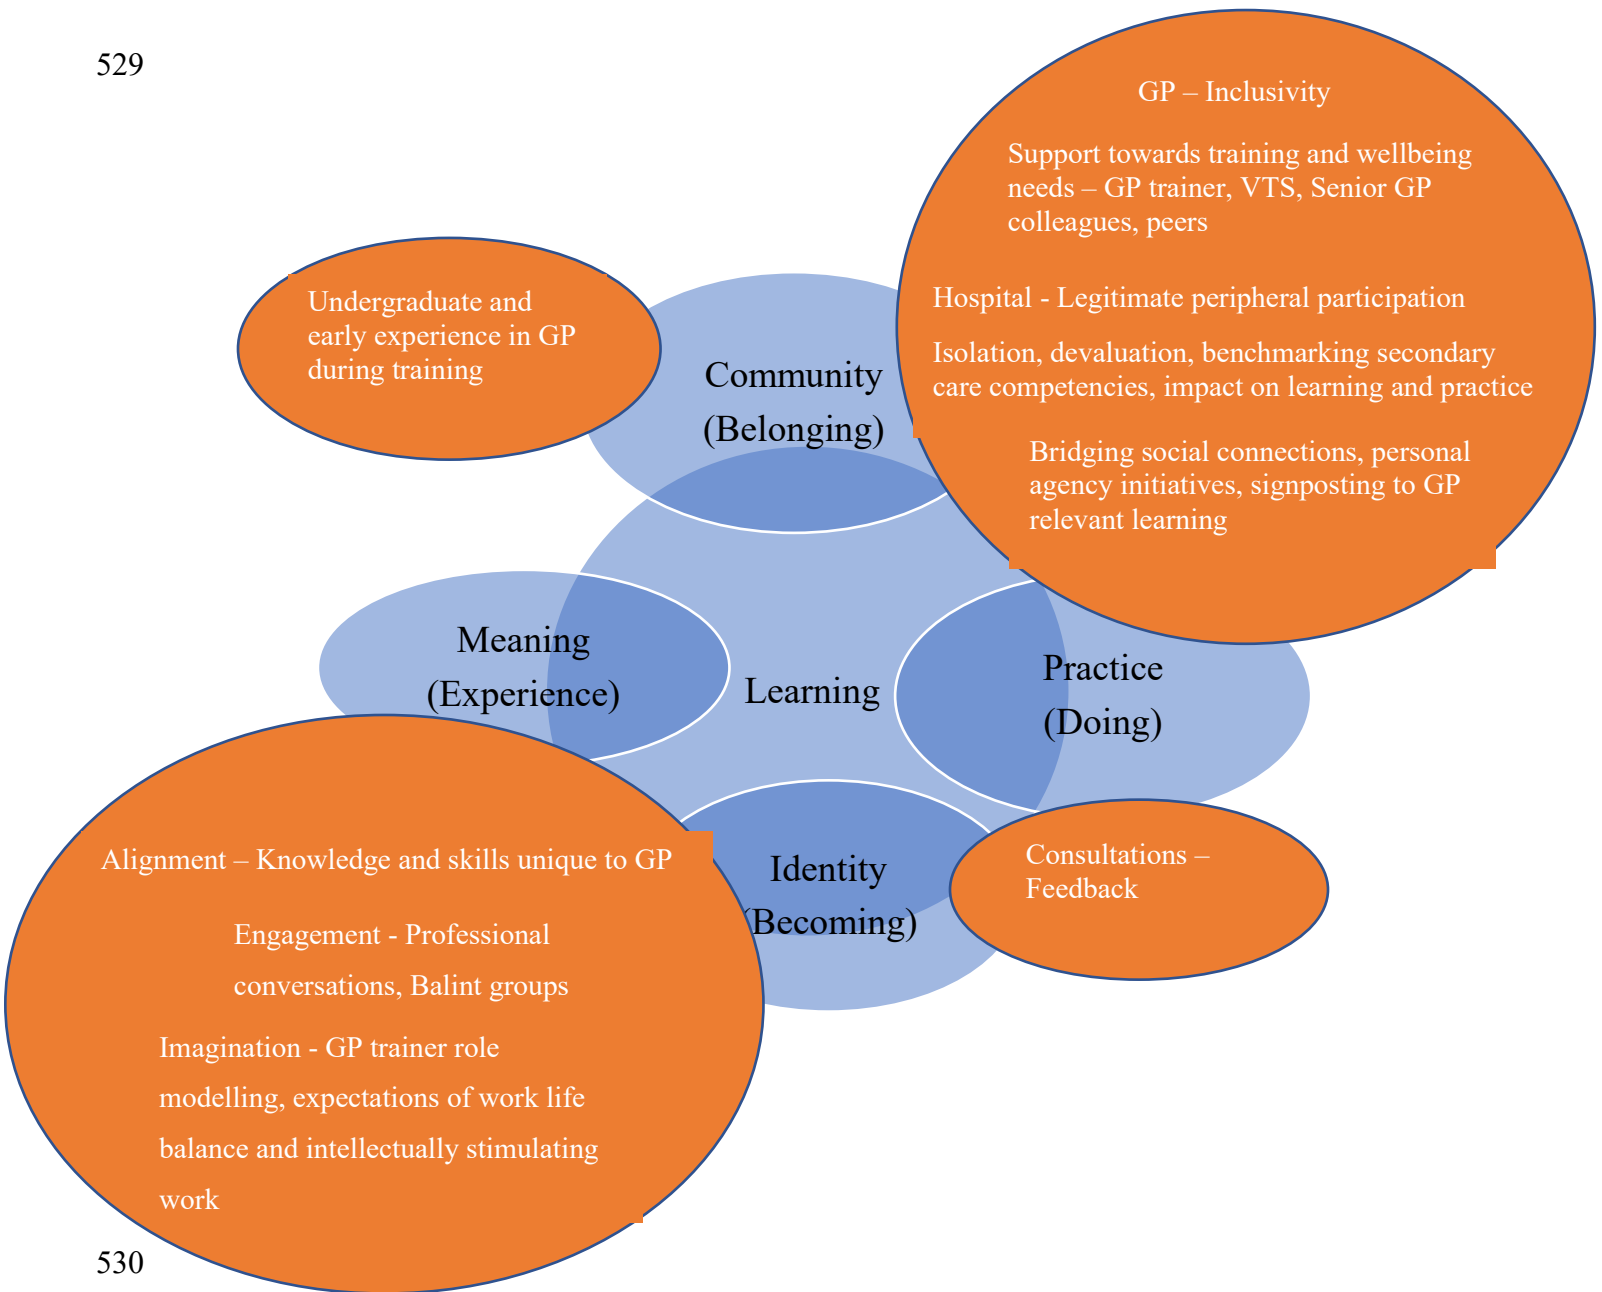 529
GP – Inclusivity
Support towards training and wellbeing
needs – GP trainer, VTS, Senior GP
colleagues, peers
Hospital - Legitimate peripheral participation
Isolation, devaluation, benchmarking secondary
care competencies, impact on learning and practice
Bridging social connections, personal
agency initiatives, signposting to GP
relevant learning
Undergraduate and
early experience in GP
during training
Community
(Belonging)
Meaning
(Experience)
Learning
Practice
(Doing)
Identity
(Becoming)
Consultations –
Feedback
Alignment – Knowledge and skills unique to GP
Engagement - Professional
conversations, Balint groups
Imagination - GP trainer role
modelling, expectations of work life
balance and intellectually stimulating
work
530